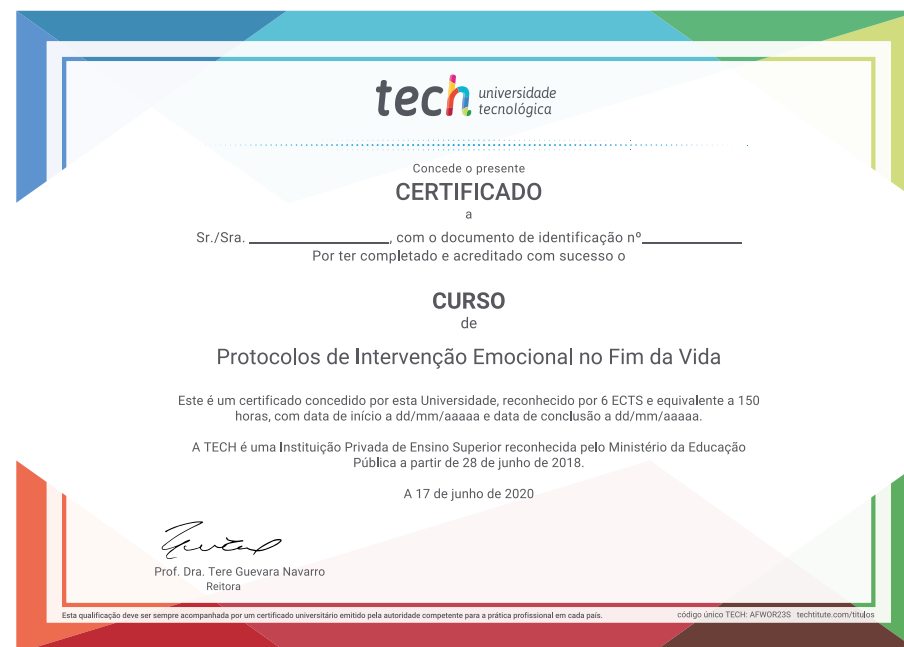 tech universidade
tecnológica
Concede o presente
CERTIFICADO
a
Sr./Sra. ________________, com o documento de identificação nº____________
Por ter completado e acreditado com sucesso o
CURSO
de
Protocolos de Intervenção Emocional no Fim da Vida
Este é um certificado concedido por esta Universidade, reconhecido por 6 ECTS e equivalente a 150
horas, com data de início a dd/mm/aaaaa e data de conclusão a dd/mm/aaaaa.
A TECH é uma Instituição Privada de Ensino Superior reconhecida pelo Ministério da Educação
Pública a partir de 28 de junho de 2018.
A 17 de junho de 2020
Prof. Dra. Tere Guevara Navarro
Reitora
Esta qualificação deve ser sempre acompanhada por um certificado universitário emitido pela autoridade competente para a prática profissional em cada país.
código único TECH: AFWOR23S techtitute.com/titulos